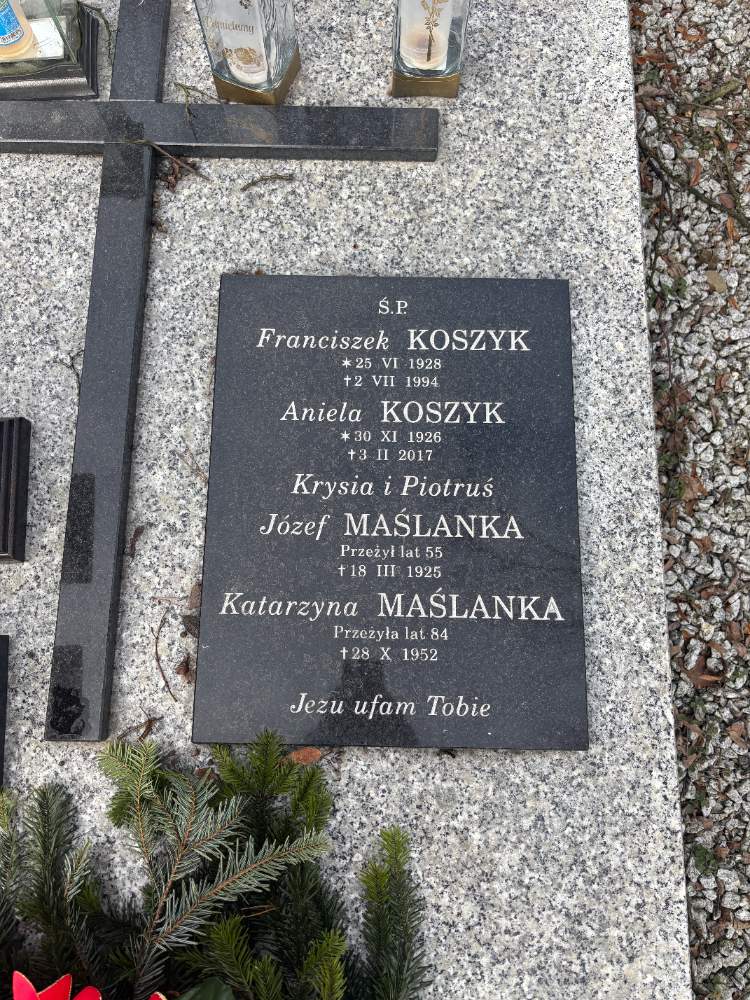 Pamiętamy
Ś.P.
Franciszek KOSZYK
*25 VI 1928
†2 VII 1994
Aniela KOSZYK
*30 XI 1926
†3 II 2017
Krysia i Piotruś
Józef MAŚLANKA
Przeżył lat 55
†18 III 1925
Katarzyna MAŚLANKA
Przeżyła lat 84
†28 X 1952
Jezu ufam Tobie